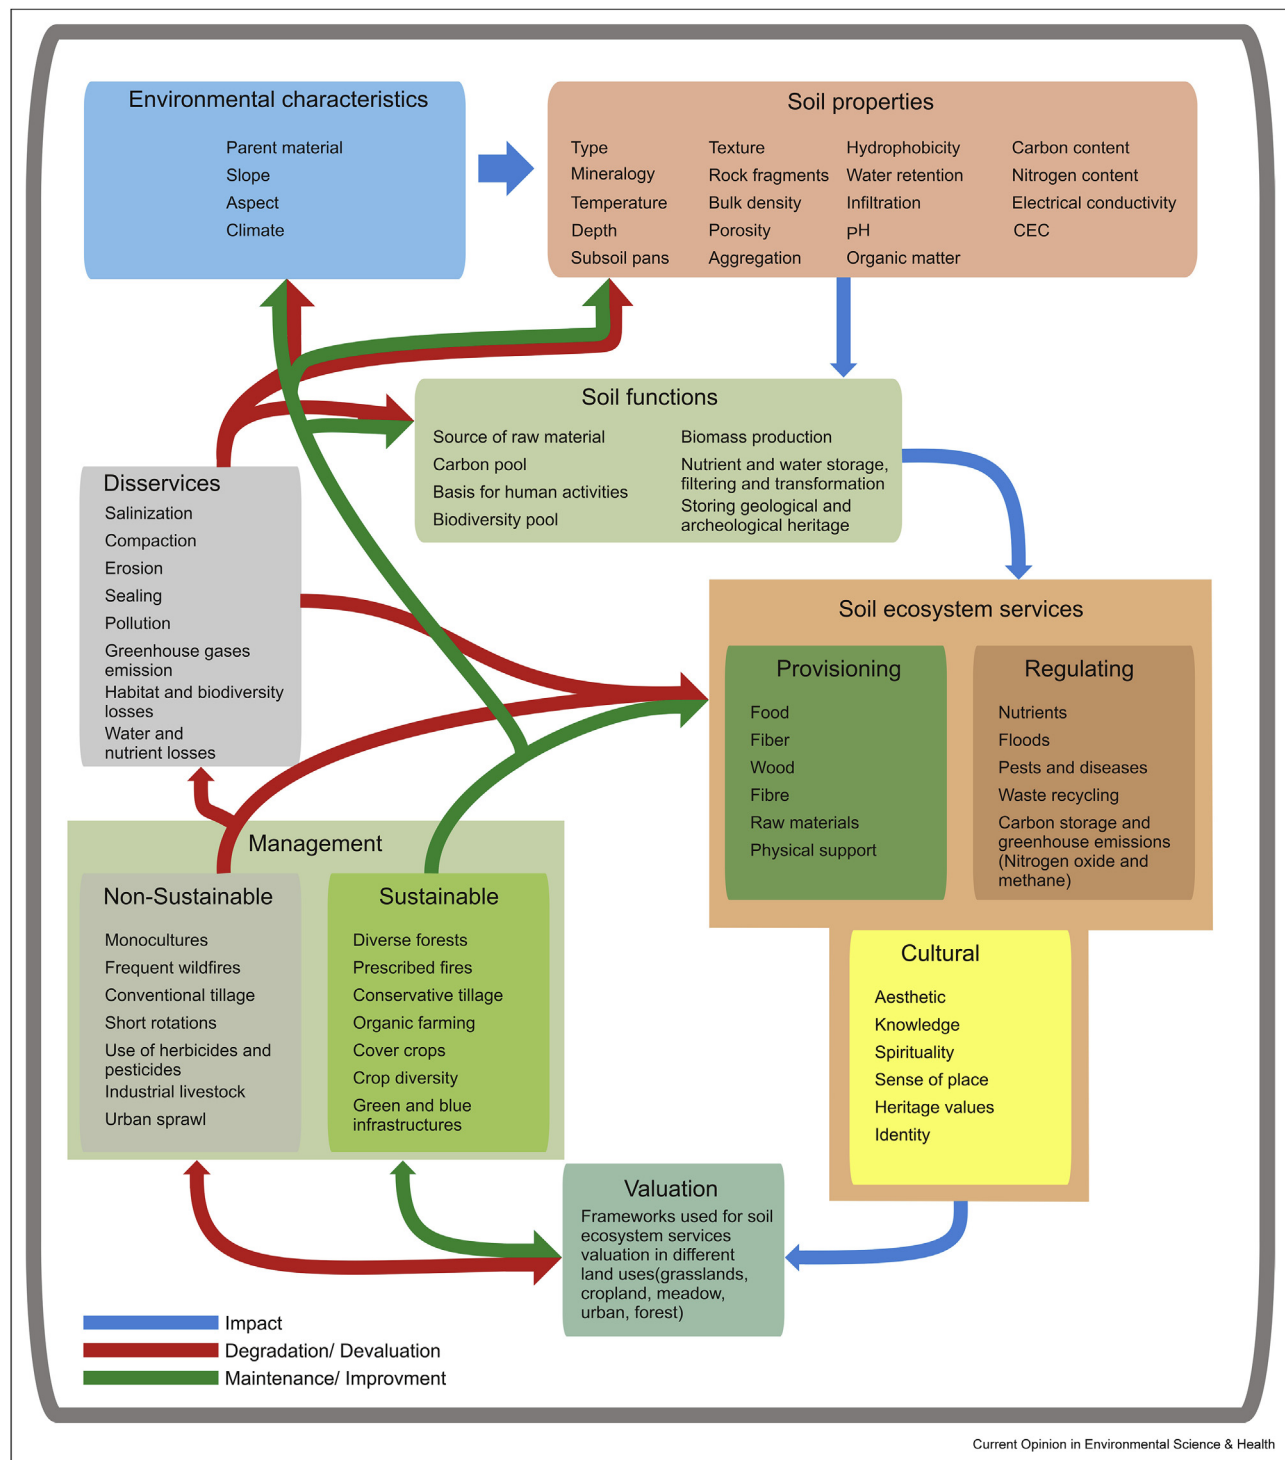 Environmental characteristics
Parent material
Slope
Aspect
Climate
Soil properties
Type
Mineralogy
Temperature
Depth
Subsoil pans
Texture
Rock fragments
Bulk density
Porosity
Aggregation
Hydrophobicity
Water retention
Infiltration
pH
Organic matter
Carbon content
Nitrogen content
Electrical conductivity
CEC
Soil functions
Source of raw material
Carbon pool
Basis for human activities
Biodiversity pool
Biomass production
Nutrient and water storage,
filtering and transformation
Storing geological and
archeological heritage
Disservices
Salinization
Compaction
Erosion
Sealing
Pollution
Greenhouse gases
emission
Habitat and biodiversity
losses
Water and
nutrient losses
Soil ecosystem services
Provisioning
Food
Fiber
Wood
Fibre
Raw materials
Physical support
Regulating
Nutrients
Floods
Pests and diseases
Waste recycling
Carbon storage and
greenhouse emissions
(Nitrogen oxide and
methane)
Cultural
Aesthetic
Knowledge
Spirituality
Sense of place
Heritage values
Identity
Management
Non-Sustainable
Monocultures
Frequent wildfires
Conventional tillage
Short rotations
Use of herbicides and
pesticides
Industrial livestock
Urban sprawl
Sustainable
Diverse forests
Prescribed fires
Conservative tillage
Organic farming
Cover crops
Crop diversity
Green and blue
infrastructures
Valuation
Frameworks used for soil
ecosystem services
valuation in different
land uses(grasslands,
cropland, meadow,
urban, forest)
Impact
Degradation/ Devaluation
Maintenance/ Improvment
Current Opinion in Environmental Science & Health